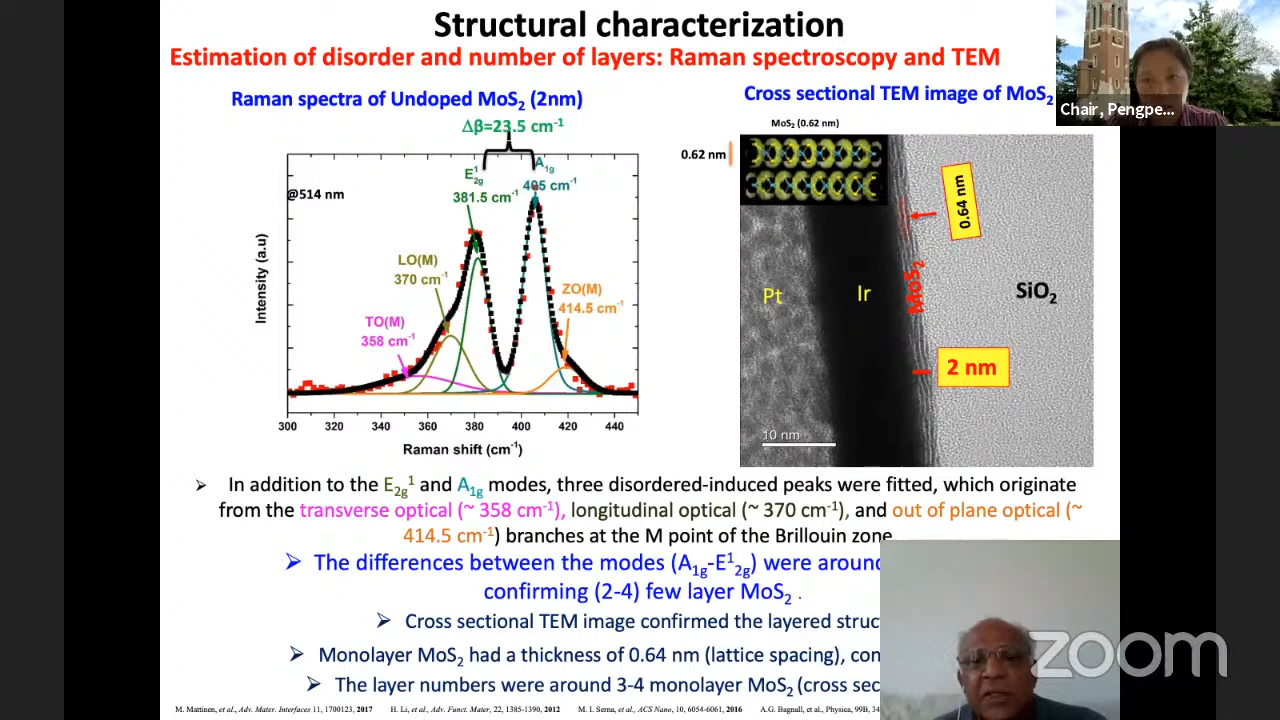 Structural characterization
Estimation of disorder and number of layers: Raman spectroscopy and TEM
Chair, Pengpe...
Raman spectra of Undoped MoS₂ (2nm)
Δβ=23.5 cm⁻¹
@514 nm
E¹₂g
381.5 cm⁻¹
A₁g
405 cm⁻¹
LO(M)
370 cm⁻¹
TO(M)
358 cm⁻¹
ZO(M)
414.5 cm⁻¹
Intensity (a.u)
300 320 340 360 380 400 420 440
Raman shift (cm⁻¹)
Cross sectional TEM image of MoS₂
MoS₂ (0.62 nm)
0.62 nm
0.64 nm
Pt
Ir
MoS₂
SiO₂
2 nm
10 nm
➢ In addition to the E₂g¹ and A₁g modes, three disordered-induced peaks were fitted, which originate
from the transverse optical (~ 358 cm⁻¹), longitudinal optical (~ 370 cm⁻¹), and out of plane optical (~
414.5 cm⁻¹) branches at the M point of the Brillouin zone
➢ The differences between the modes (A₁g-E¹₂g) were around
confirming (2-4) few layer MoS₂ .
➢ Cross sectional TEM image confirmed the layered struc
➢ Monolayer MoS₂ had a thickness of 0.64 nm (lattice spacing), con
➢ The layer numbers were around 3-4 monolayer MoS₂ (cross sec
M. Mattinen, et al., Adv. Mater. Interfaces 11, 1700123, 2017 H. Li, et al., Adv. Funct. Mater, 22, 1385-1390, 2012 M. I. Serna, et al., ACS Nano, 10, 6054-6061, 2016 A.G. Bagnall, et al., Physica, 99B, 34
zoom